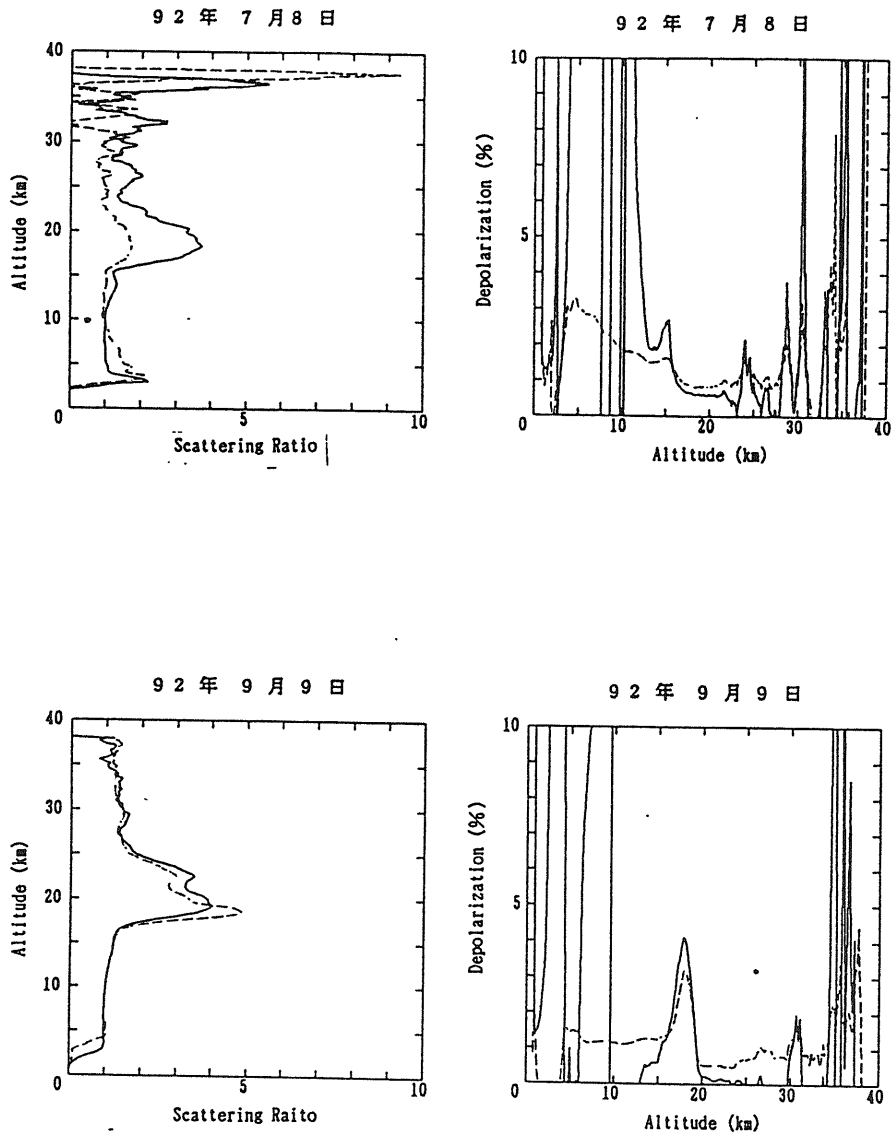 92年 7月8日
40
30
20
10
0
Altitude (km)
5
10
Scattering Ratio
92年 7月8日
10
5
0
Depolarization (%)
10
20
30
40
Altitude (km)
92年 9月9日
40
30
20
10
0
Altitude (km)
5
10
Scattering Raito
92年 9月9日
10
5
0
Depolarization (%)
10
20
30
40
Altitude (km)